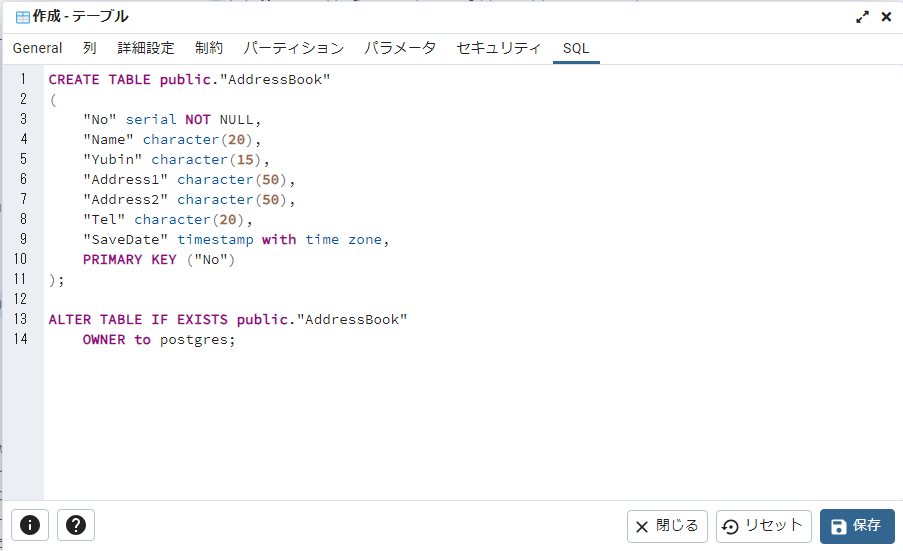 作成 - テーブル
General 列 詳細設定 制約 パーティション パラメータ セキュリティ SQL
1 CREATE TABLE public."AddressBook"
2 (
3 "No" serial NOT NULL,
4 "Name" character(20),
5 "Yubin" character(15),
6 "Address1" character(50),
7 "Address2" character(50),
8 "Tel" character(20),
9 "SaveDate" timestamp with time zone,
10 PRIMARY KEY ("No")
11 );
12
13 ALTER TABLE IF EXISTS public."AddressBook"
14 OWNER to postgres;
閉じる リセット 保存